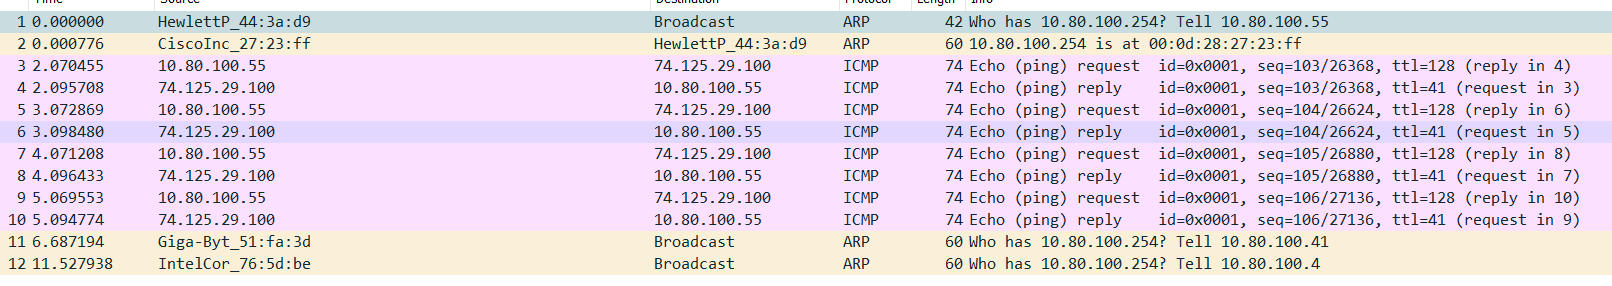 Time Source Destination Protocol Length Info
1 0.000000 HewlettP_44:3a:d9 Broadcast ARP 42 Who has 10.80.100.254? Tell 10.80.100.55
2 0.000776 CiscoInc_27:23:ff HewlettP_44:3a:d9 ARP 60 10.80.100.254 is at 00:0d:28:27:23:ff
3 2.070455 10.80.100.55 74.125.29.100 ICMP 74 Echo (ping) request id=0x0001, seq=103/26368, ttl=128 (reply in 4)
4 2.095708 74.125.29.100 10.80.100.55 ICMP 74 Echo (ping) reply id=0x0001, seq=103/26368, ttl=41 (request in 3)
5 3.072869 10.80.100.55 74.125.29.100 ICMP 74 Echo (ping) request id=0x0001, seq=104/26624, ttl=128 (reply in 6)
6 3.098480 74.125.29.100 10.80.100.55 ICMP 74 Echo (ping) reply id=0x0001, seq=104/26624, ttl=41 (request in 5)
7 4.071208 10.80.100.55 74.125.29.100 ICMP 74 Echo (ping) request id=0x0001, seq=105/26880, ttl=128 (reply in 8)
8 4.096433 74.125.29.100 10.80.100.55 ICMP 74 Echo (ping) reply id=0x0001, seq=105/26880, ttl=41 (request in 7)
9 5.069553 10.80.100.55 74.125.29.100 ICMP 74 Echo (ping) request id=0x0001, seq=106/27136, ttl=128 (reply in 10)
10 5.094774 74.125.29.100 10.80.100.55 ICMP 74 Echo (ping) reply id=0x0001, seq=106/27136, ttl=41 (request in 9)
11 6.687194 Giga-Byt_51:fa:3d Broadcast ARP 60 Who has 10.80.100.254? Tell 10.80.100.41
12 11.527938 IntelCor_76:5d:be Broadcast ARP 60 Who has 10.80.100.254? Tell 10.80.100.4